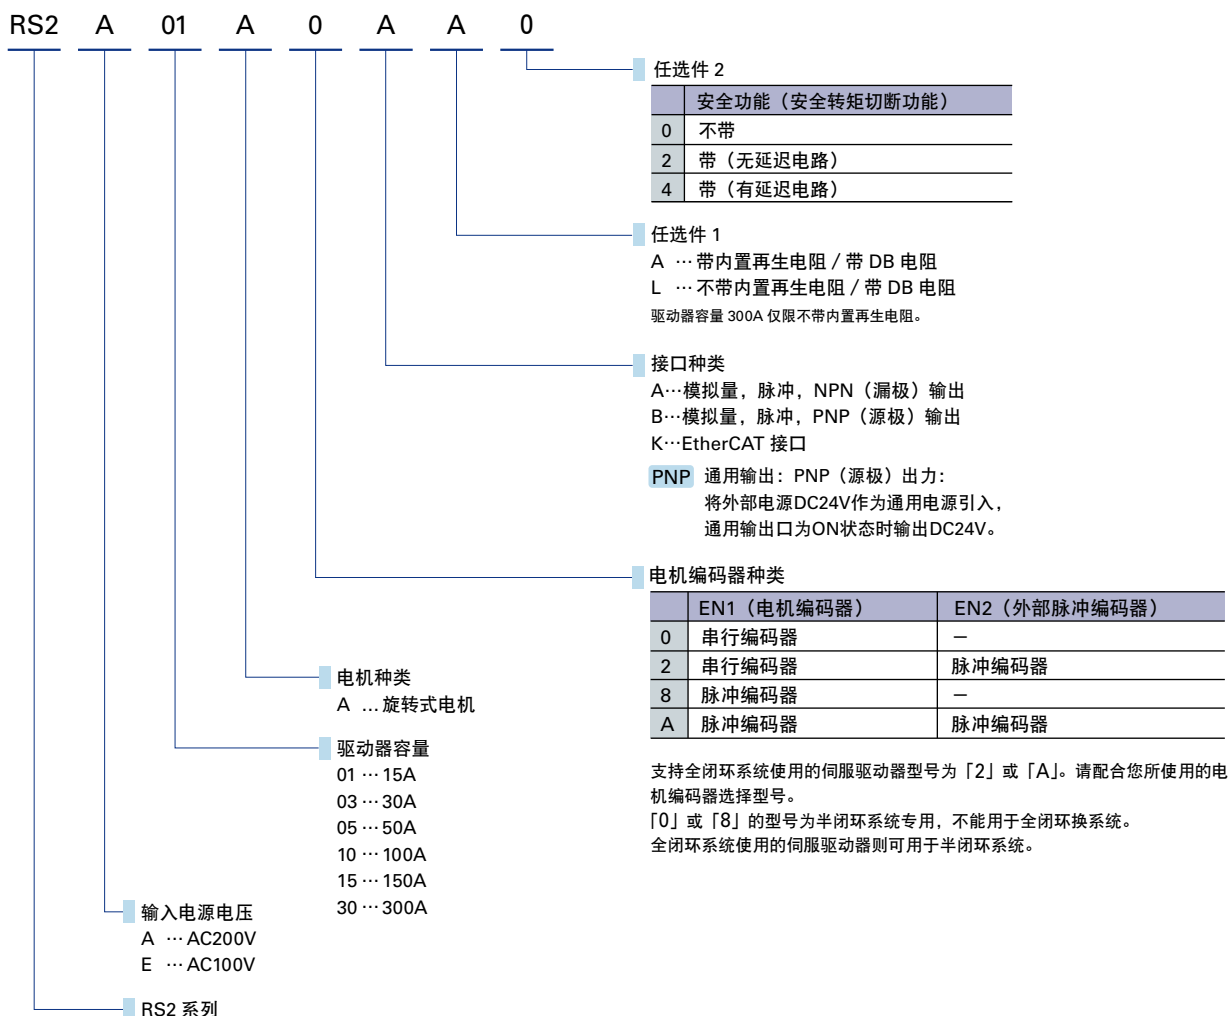 RS2 A 01 A 0 A A 0
任选件 2
安全功能（安全转矩切断功能）
0 不带
2 带（无延迟电路）
4 带（有延迟电路）
任选件 1
A …带内置再生电阻 / 带 DB 电阻
L …不带内置再生电阻 / 带 DB 电阻
驱动器容量 300A 仅限不带内置再生电阻。
接口种类
A…模拟量，脉冲，NPN（漏极）输出
B…模拟量，脉冲，PNP（源极）输出
K…EtherCAT 接口
PNP 通用输出：PNP（源极）出力：
将外部电源DC24V作为通用电源引入，
通用输出口为ON状态时输出DC24V。
电机编码器种类
EN1（电机编码器） EN2（外部脉冲编码器）
0 串行编码器 －
2 串行编码器 脉冲编码器
8 脉冲编码器 －
A 脉冲编码器 脉冲编码器
支持全闭环系统使用的伺服驱动器型号为「2」或「A」。请配合您所使用的电
机编码器选择型号。
「0」或「8」的型号为半闭环系统专用，不能用于全闭环换系统。
全闭环系统使用的伺服驱动器则可用于半闭环系统。
电机种类
A …旋转式电机
驱动器容量
01 … 15A
03 … 30A
05 … 50A
10 … 100A
15 … 150A
30 … 300A
输入电源电压
A … AC200V
E … AC100V
RS2 系列